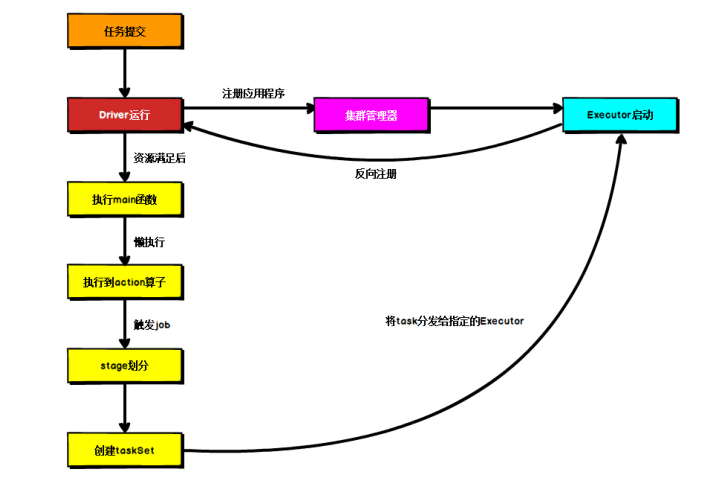 任务提交
Driver运行
注册应用程序
集群管理器
Executor启动
反向注册
资源满足后
执行main函数
懒执行
执行到action算子
触发job
将task分发给指定的Executor
stage划分
创建taskSet